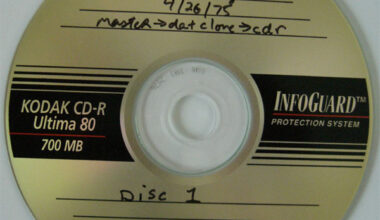 4/26/75
master→dat clone→cdr
KODAK CD-R
Ultima 80
700 MB
INFOGUARD™
PROTECTION SYSTEM
Disc 1